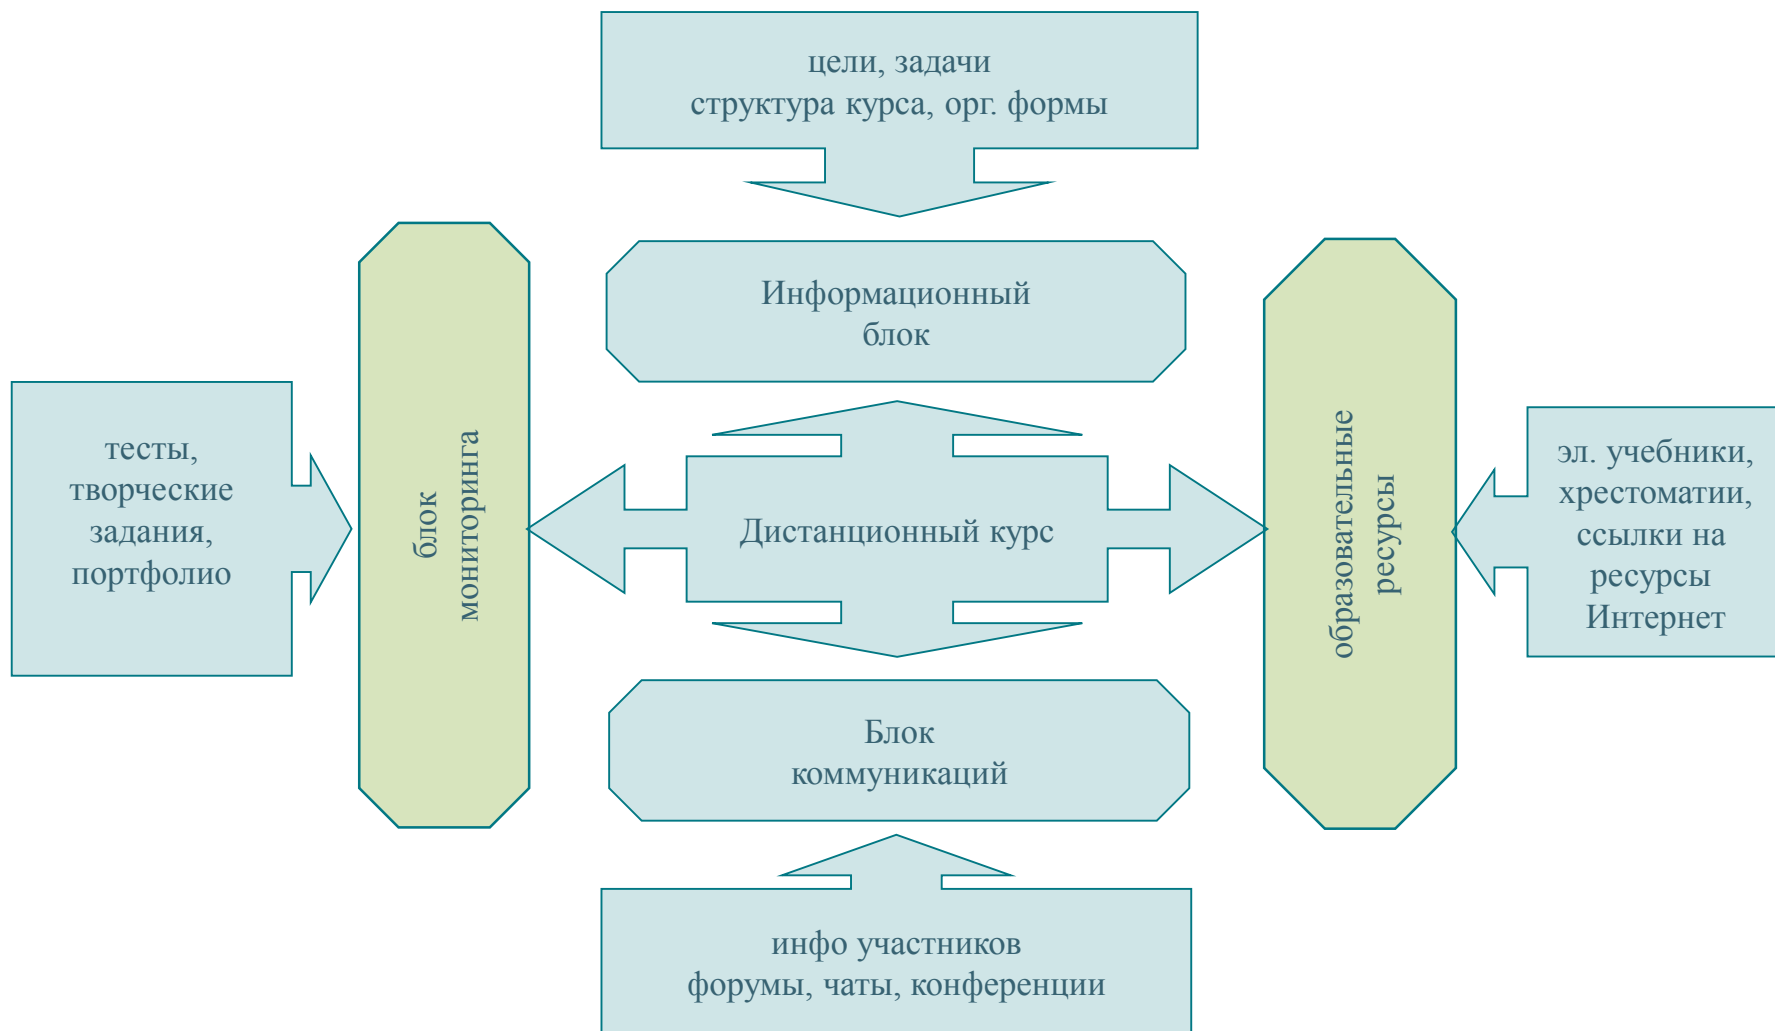 цели, задачи
структура курса, орг. формы
Информационный
блок
тесты,
творческие
задания,
портфолио
блок
мониторинга
Дистанционный курс
образовательные
ресурсы
эл. учебники,
хрестоматии,
ссылки на
ресурсы
Интернет
Блок
коммуникаций
инфо участников
форумы, чаты, конференции